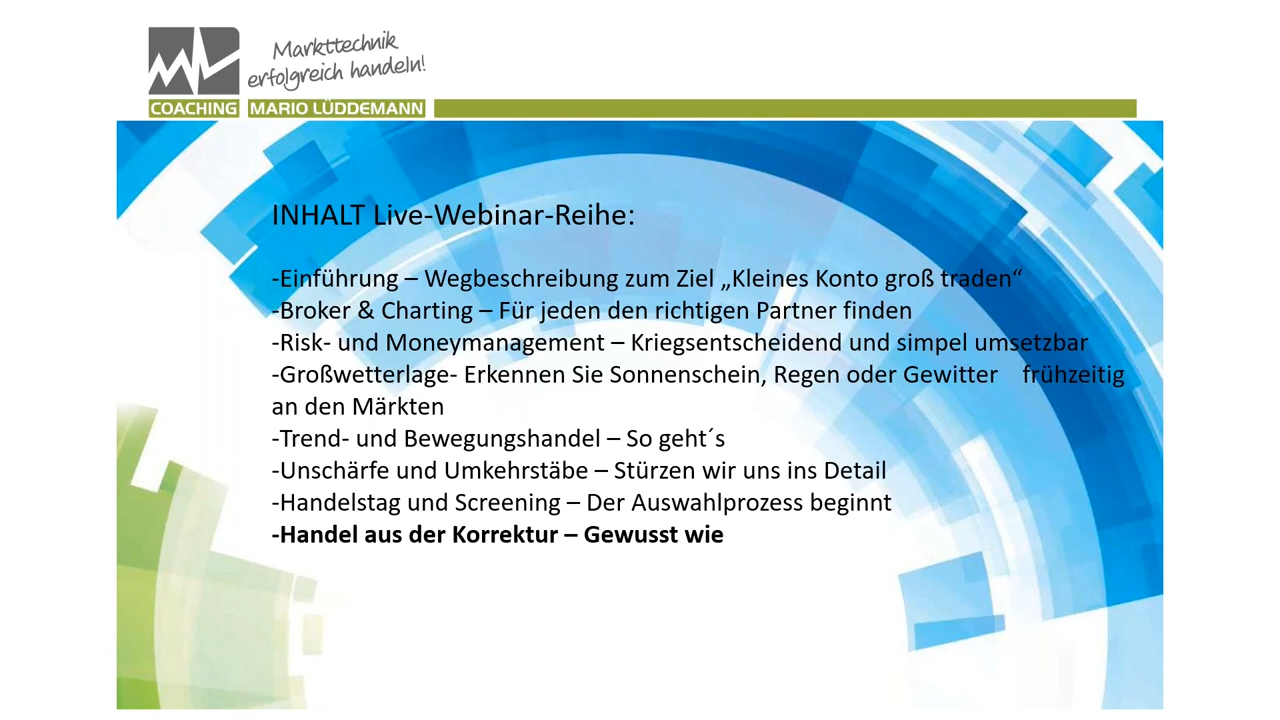 Markttechnik
erfolgreich handeln!
COACHING MARIO LÜDDEMANN
INHALT Live-Webinar-Reihe:
-Einführung – Wegbeschreibung zum Ziel „Kleines Konto groß traden“
-Broker & Charting – Für jeden den richtigen Partner finden
-Risk- und Moneymanagement – Kriegsentscheidend und simpel umsetzbar
-Großwetterlage- Erkennen Sie Sonnenschein, Regen oder Gewitter frühzeitig
an den Märkten
-Trend- und Bewegungshandel – So geht´s
-Unschärfe und Umkehrstäbe – Stürzen wir uns ins Detail
-Handelstag und Screening – Der Auswahlprozess beginnt
-Handel aus der Korrektur – Gewusst wie